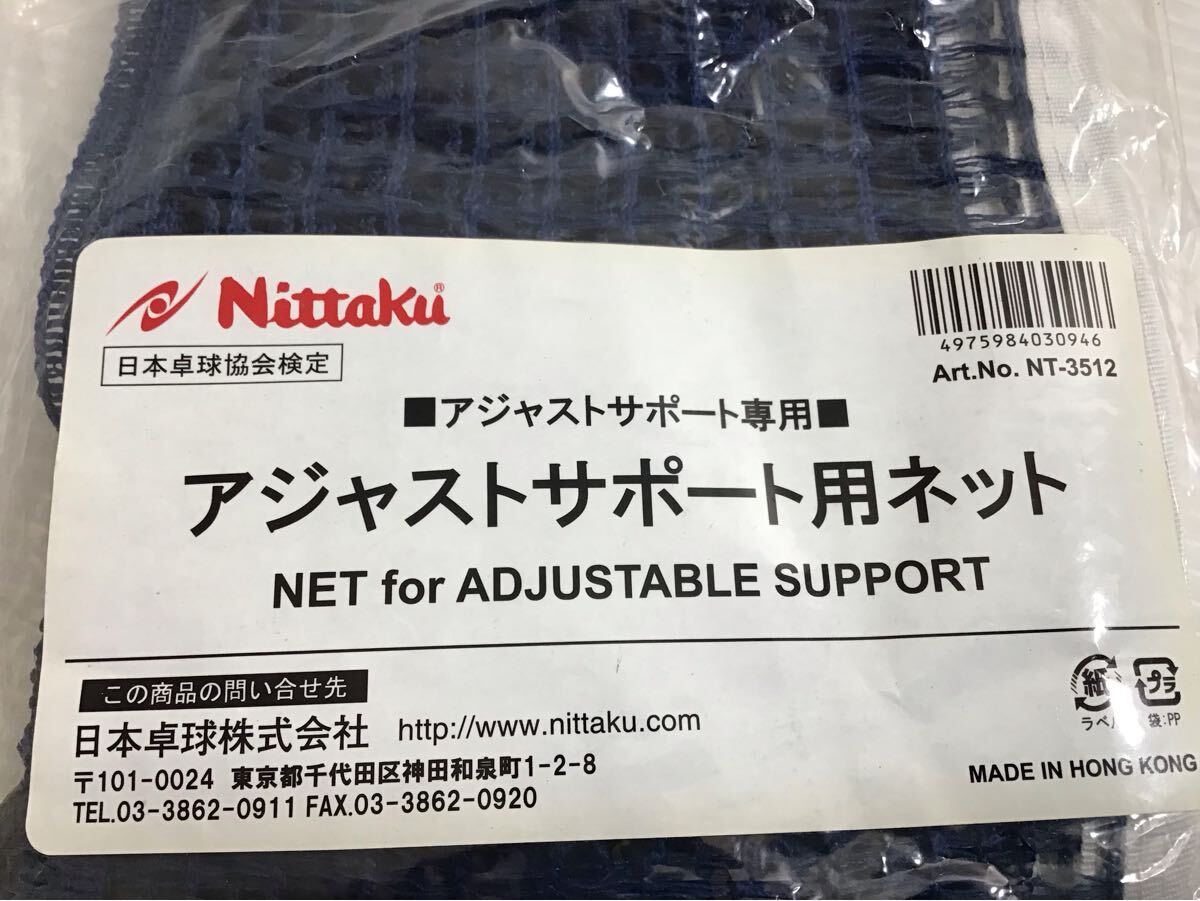 Nittaku®
日本卓球協会検定
4975984030946
Art.No. NT-3512
■アジャストサポート専用■
アジャストサポート用ネット
NET for ADJUSTABLE SUPPORT
この商品の問い合せ先
日本卓球株式会社 http://www.nittaku.com
〒101-0024 東京都千代田区神田和泉町1-2-8
TEL.03-3862-0911 FAX.03-3862-0920
紙 プラ
ラベル 袋:PP
MADE IN HONG KONG